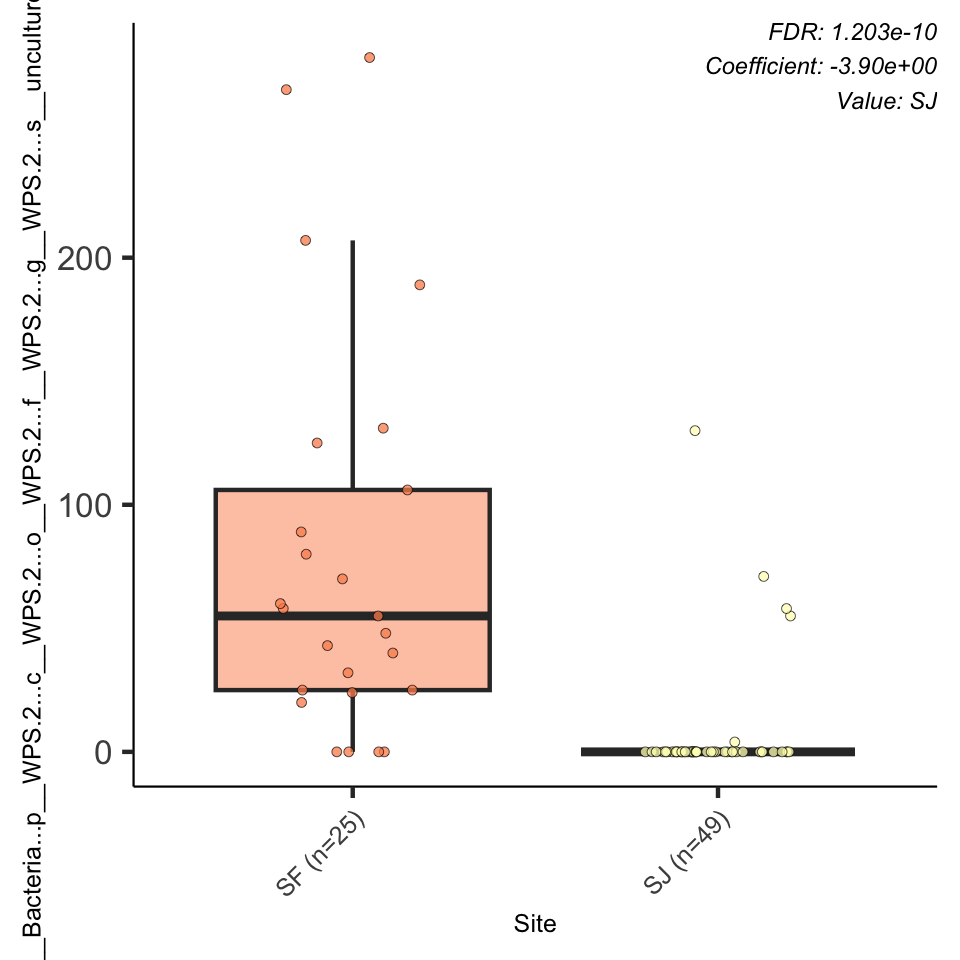 FDR: 1.203e-10
Coefficient: -3.90e+00
Value: SJ
__Bacteria...p__WPS.2...c__WPS.2...o__WPS.2...f__WPS.2...g__WPS.2...s__uncultur
200
100
0
SF (n=25)
SJ (n=49)
Site